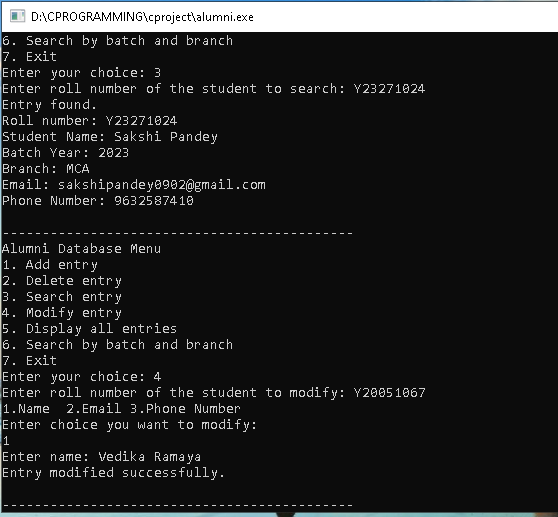 D:\CPROGRAMMING\cproject\alumni.exe
6. Search by batch and branch
7. Exit
Enter your choice: 3
Enter roll number of the student to search: Y23271024
Entry found.
Roll number: Y23271024
Student Name: Sakshi Pandey
Batch Year: 2023
Branch: MCA
Email: sakshipandey0902@gmail.com
Phone Number: 9632587410
--------------------------------------------
Alumni Database Menu
1. Add entry
2. Delete entry
3. Search entry
4. Modify entry
5. Display all entries
6. Search by batch and branch
7. Exit
Enter your choice: 4
Enter roll number of the student to modify: Y20051067
1.Name  2.Email 3.Phone Number
Enter choice you want to modify:
1
Enter name: Vedika Ramaya
Entry modified successfully.
--------------------------------------------